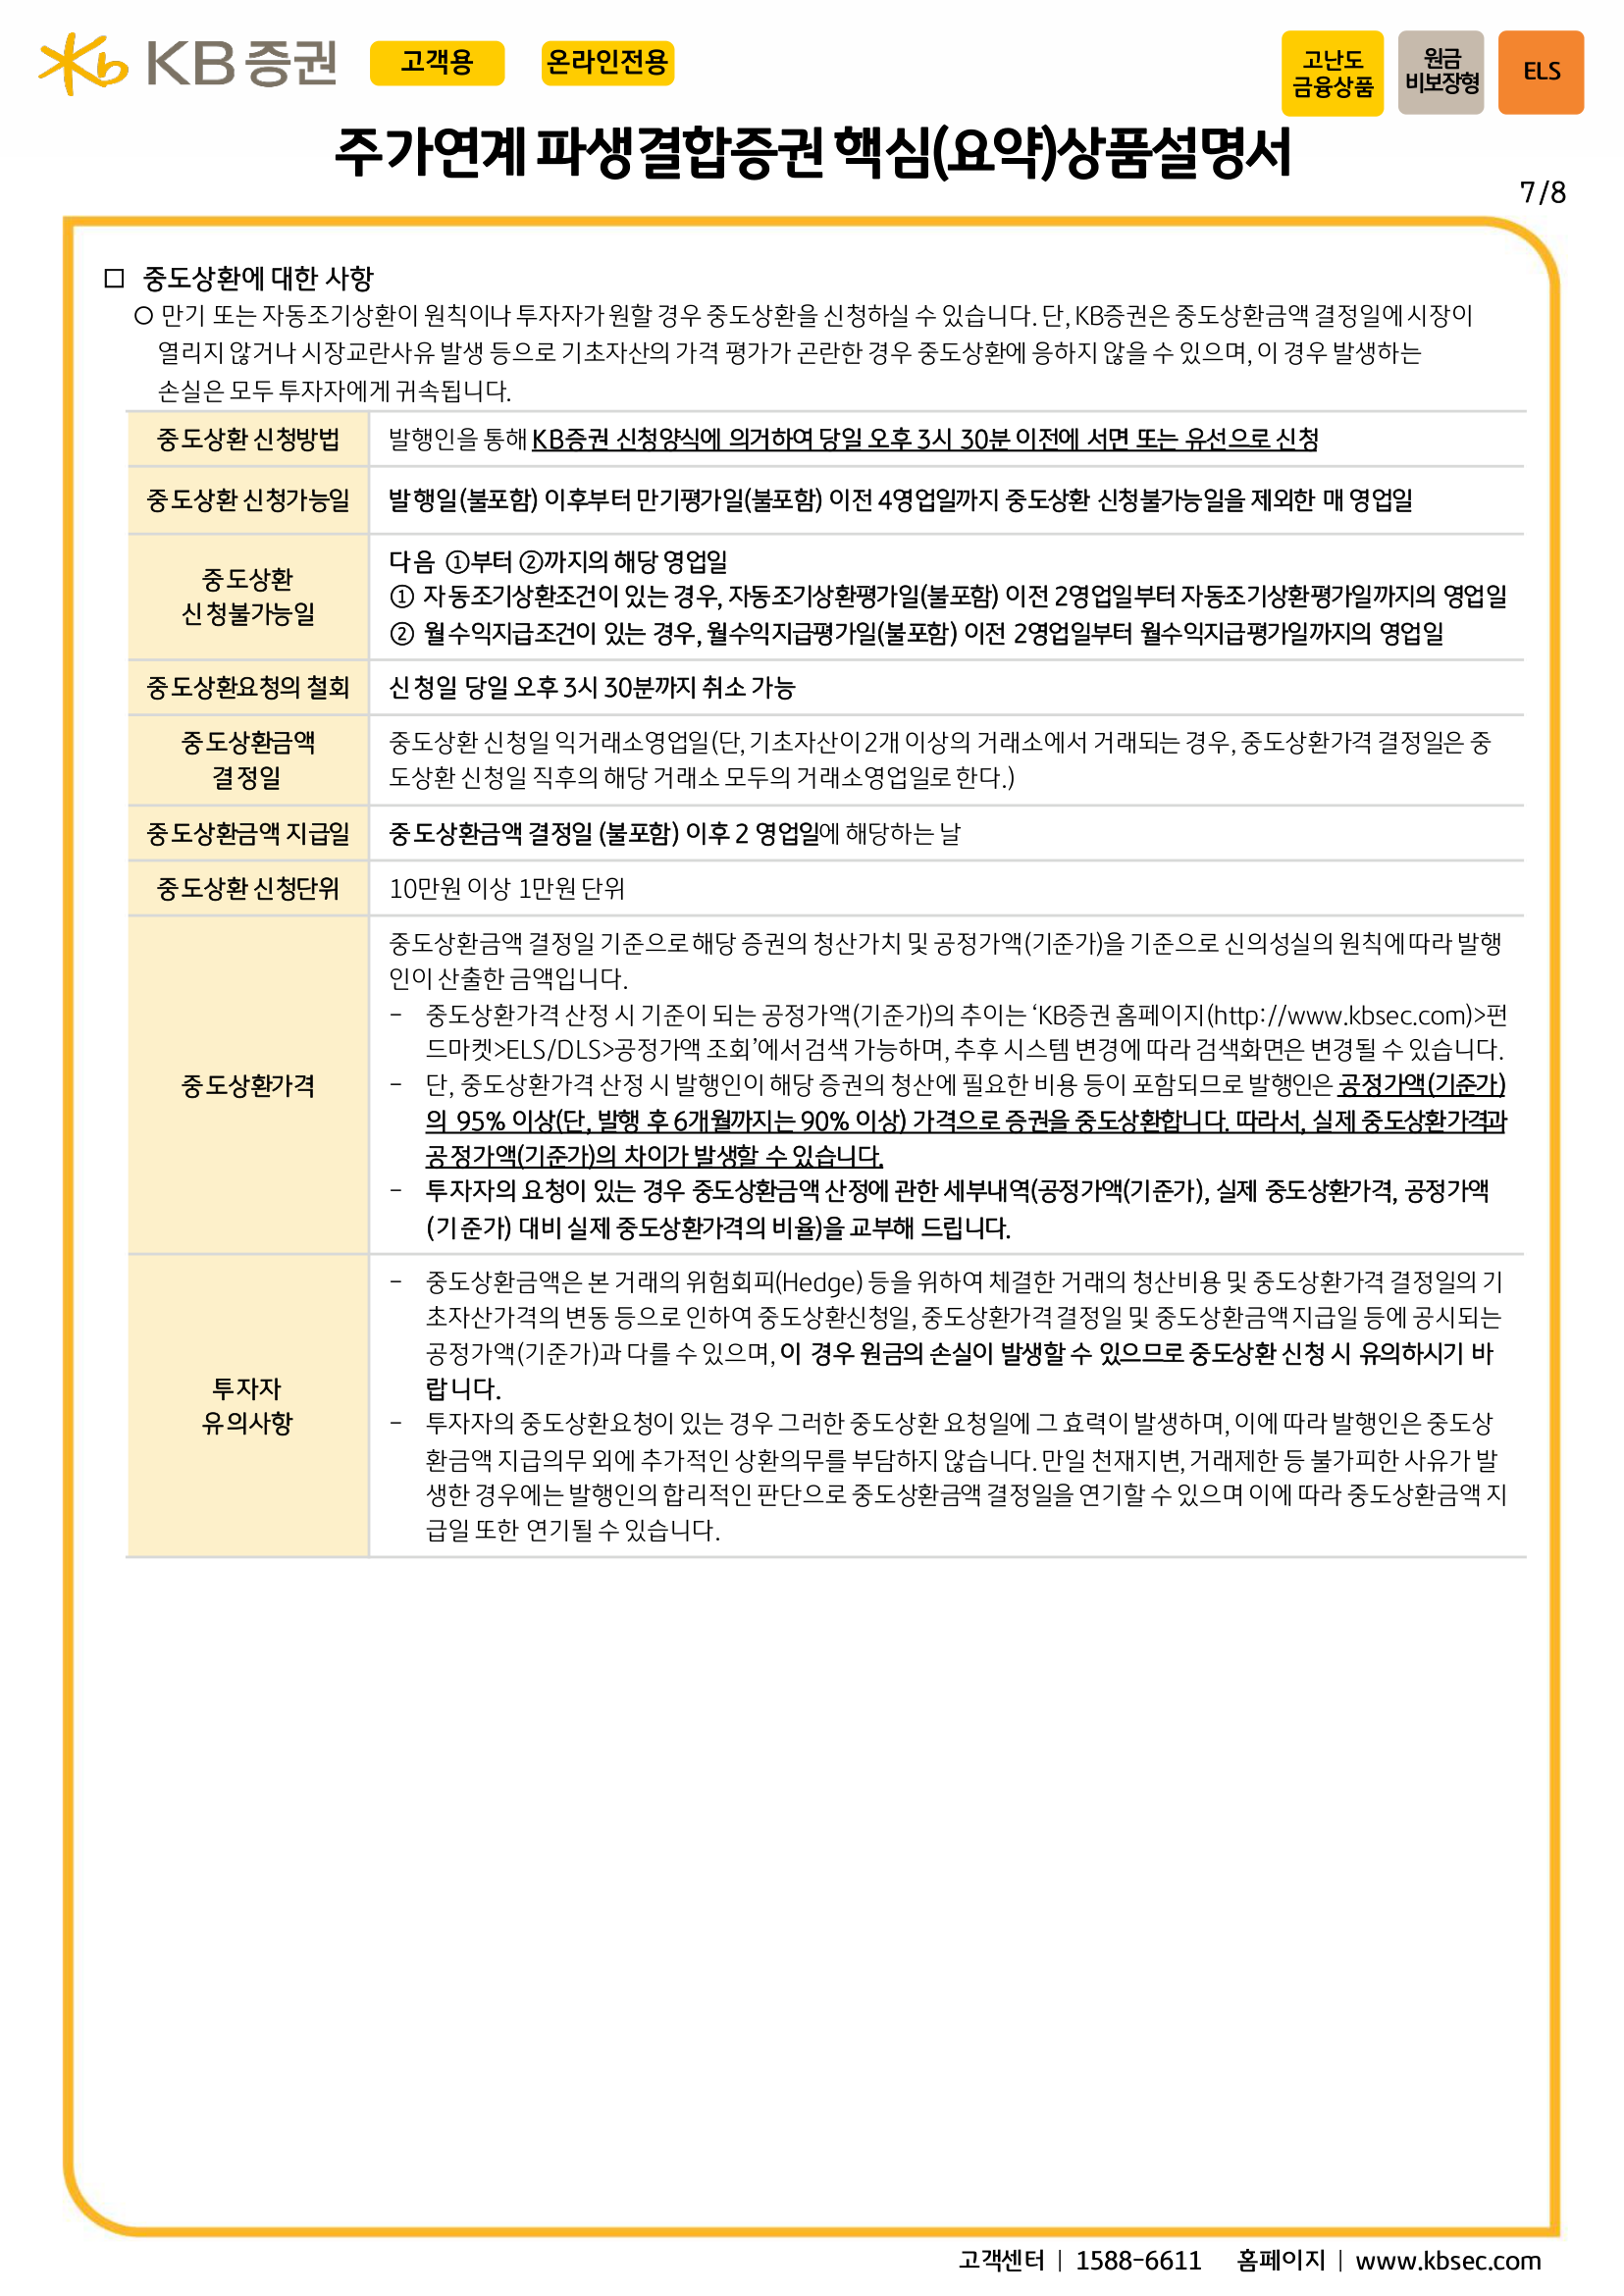 KB증권 고객용 온라인전용
고난도
금융상품
원금
비보장형
ELS
주가연계 파생결합증권 핵심(요약)상품설명서
7/8
□ 중도상환에 대한 사항
○ 만기 또는 자동조기상환이 원칙이나 투자자가 원할 경우 중도상환을 신청하실 수 있습니다. 단, KB증권은 중도상환금액 결정일에 시장이
열리지 않거나 시장교란사유 발생 등으로 기초자산의 가격 평가가 곤란한 경우 중도상환에 응하지 않을 수 있으며, 이 경우 발생하는
손실은 모두 투자자에게 귀속됩니다.
중도상환 신청방법
발행인을 통해 KB증권 신청양식에 의거하여 당일 오후 3시 30분 이전에 서면 또는 유선으로 신청
중도상환 신청가능일
발행일(불포함) 이후부터 만기평가일(불포함) 이전 4영업일까지 중도상환 신청불가능일을 제외한 매 영업일
중도상환
신청불가능일
다음 ①부터 ②까지의 해당 영업일
① 자동조기상환조건이 있는 경우, 자동조기상환평가일(불포함) 이전 2영업일부터 자동조기상환평가일까지의 영업일
② 월수익지급조건이 있는 경우, 월수익지급평가일(불포함) 이전 2영업일부터 월수익지급평가일까지의 영업일
중도상환요청의 철회
신청일 당일 오후 3시 30분까지 취소 가능
중도상환금액
결정일
중도상환 신청일 익거래소영업일(단, 기초자산이 2개 이상의 거래소에서 거래되는 경우, 중도상환가격 결정일은 중
도상환 신청일 직후의 해당 거래소 모두의 거래소영업일로 한다.)
중도상환금액 지급일
중도상환금액 결정일 (불포함) 이후 2 영업일에 해당하는 날
중도상환 신청단위
10만원 이상 1만원 단위
중도상환가격
중도상환금액 결정일 기준으로 해당 증권의 청산가치 및 공정가액(기준가)을 기준으로 신의성실의 원칙에 따라 발행
인이 산출한 금액입니다.
- 중도상환가격 산정 시 기준이 되는 공정가액(기준가)의 추이는 ‘KB증권 홈페이지(http://www.kbsec.com)>펀
드마켓>ELS/DLS>공정가액 조회’에서 검색 가능하며, 추후 시스템 변경에 따라 검색화면은 변경될 수 있습니다.
- 단, 중도상환가격 산정 시 발행인이 해당 증권의 청산에 필요한 비용 등이 포함되므로 발행인은 공정가액(기준가)
의 95% 이상(단, 발행 후 6개월까지는 90% 이상) 가격으로 증권을 중도상환합니다. 따라서, 실제 중도상환가격과
공정가액(기준가)의 차이가 발생할 수 있습니다.
- 투자자의 요청이 있는 경우 중도상환금액 산정에 관한 세부내역(공정가액(기준가), 실제 중도상환가격, 공정가액
(기준가) 대비 실제 중도상환가격의 비율)을 교부해 드립니다.
투자자
유의사항
- 중도상환금액은 본 거래의 위험회피(Hedge) 등을 위하여 체결한 거래의 청산비용 및 중도상환가격 결정일의 기
초자산가격의 변동 등으로 인하여 중도상환신청일, 중도상환가격 결정일 및 중도상환금액 지급일 등에 공시되는
공정가액(기준가)과 다를 수 있으며, 이 경우 원금의 손실이 발생할 수 있으므로 중도상환 신청 시 유의하시기 바
랍니다.
- 투자자의 중도상환요청이 있는 경우 그러한 중도상환 요청일에 그 효력이 발생하며, 이에 따라 발행인은 중도상
환금액 지급의무 외에 추가적인 상환의무를 부담하지 않습니다. 만일 천재지변, 거래제한 등 불가피한 사유가 발
생한 경우에는 발행인의 합리적인 판단으로 중도상환금액 결정일을 연기할 수 있으며 이에 따라 중도상환금액 지
급일 또한 연기될 수 있습니다.
고객센터 | 1588-6611 홈페이지 | www.kbsec.com